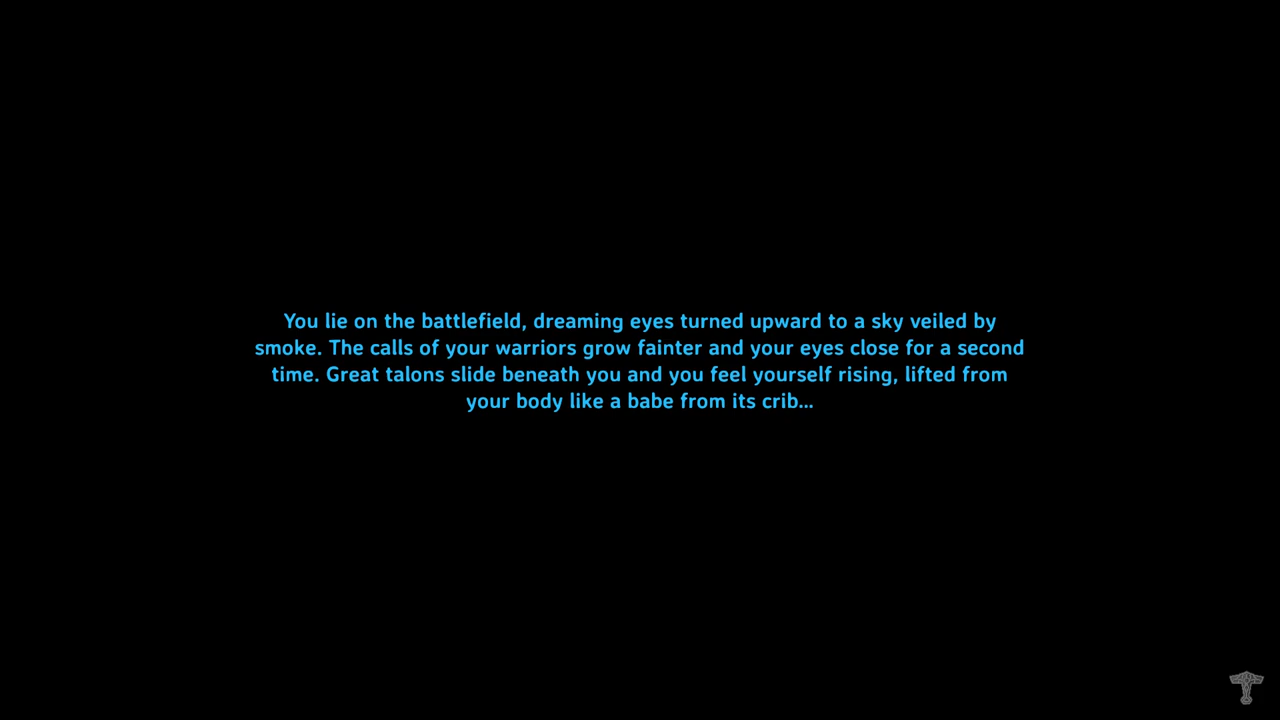 You lie on the battlefield, dreaming eyes turned upward to a sky veiled by
smoke. The calls of your warriors grow fainter and your eyes close for a second
time. Great talons slide beneath you and you feel yourself rising, lifted from
your body like a babe from its crib...